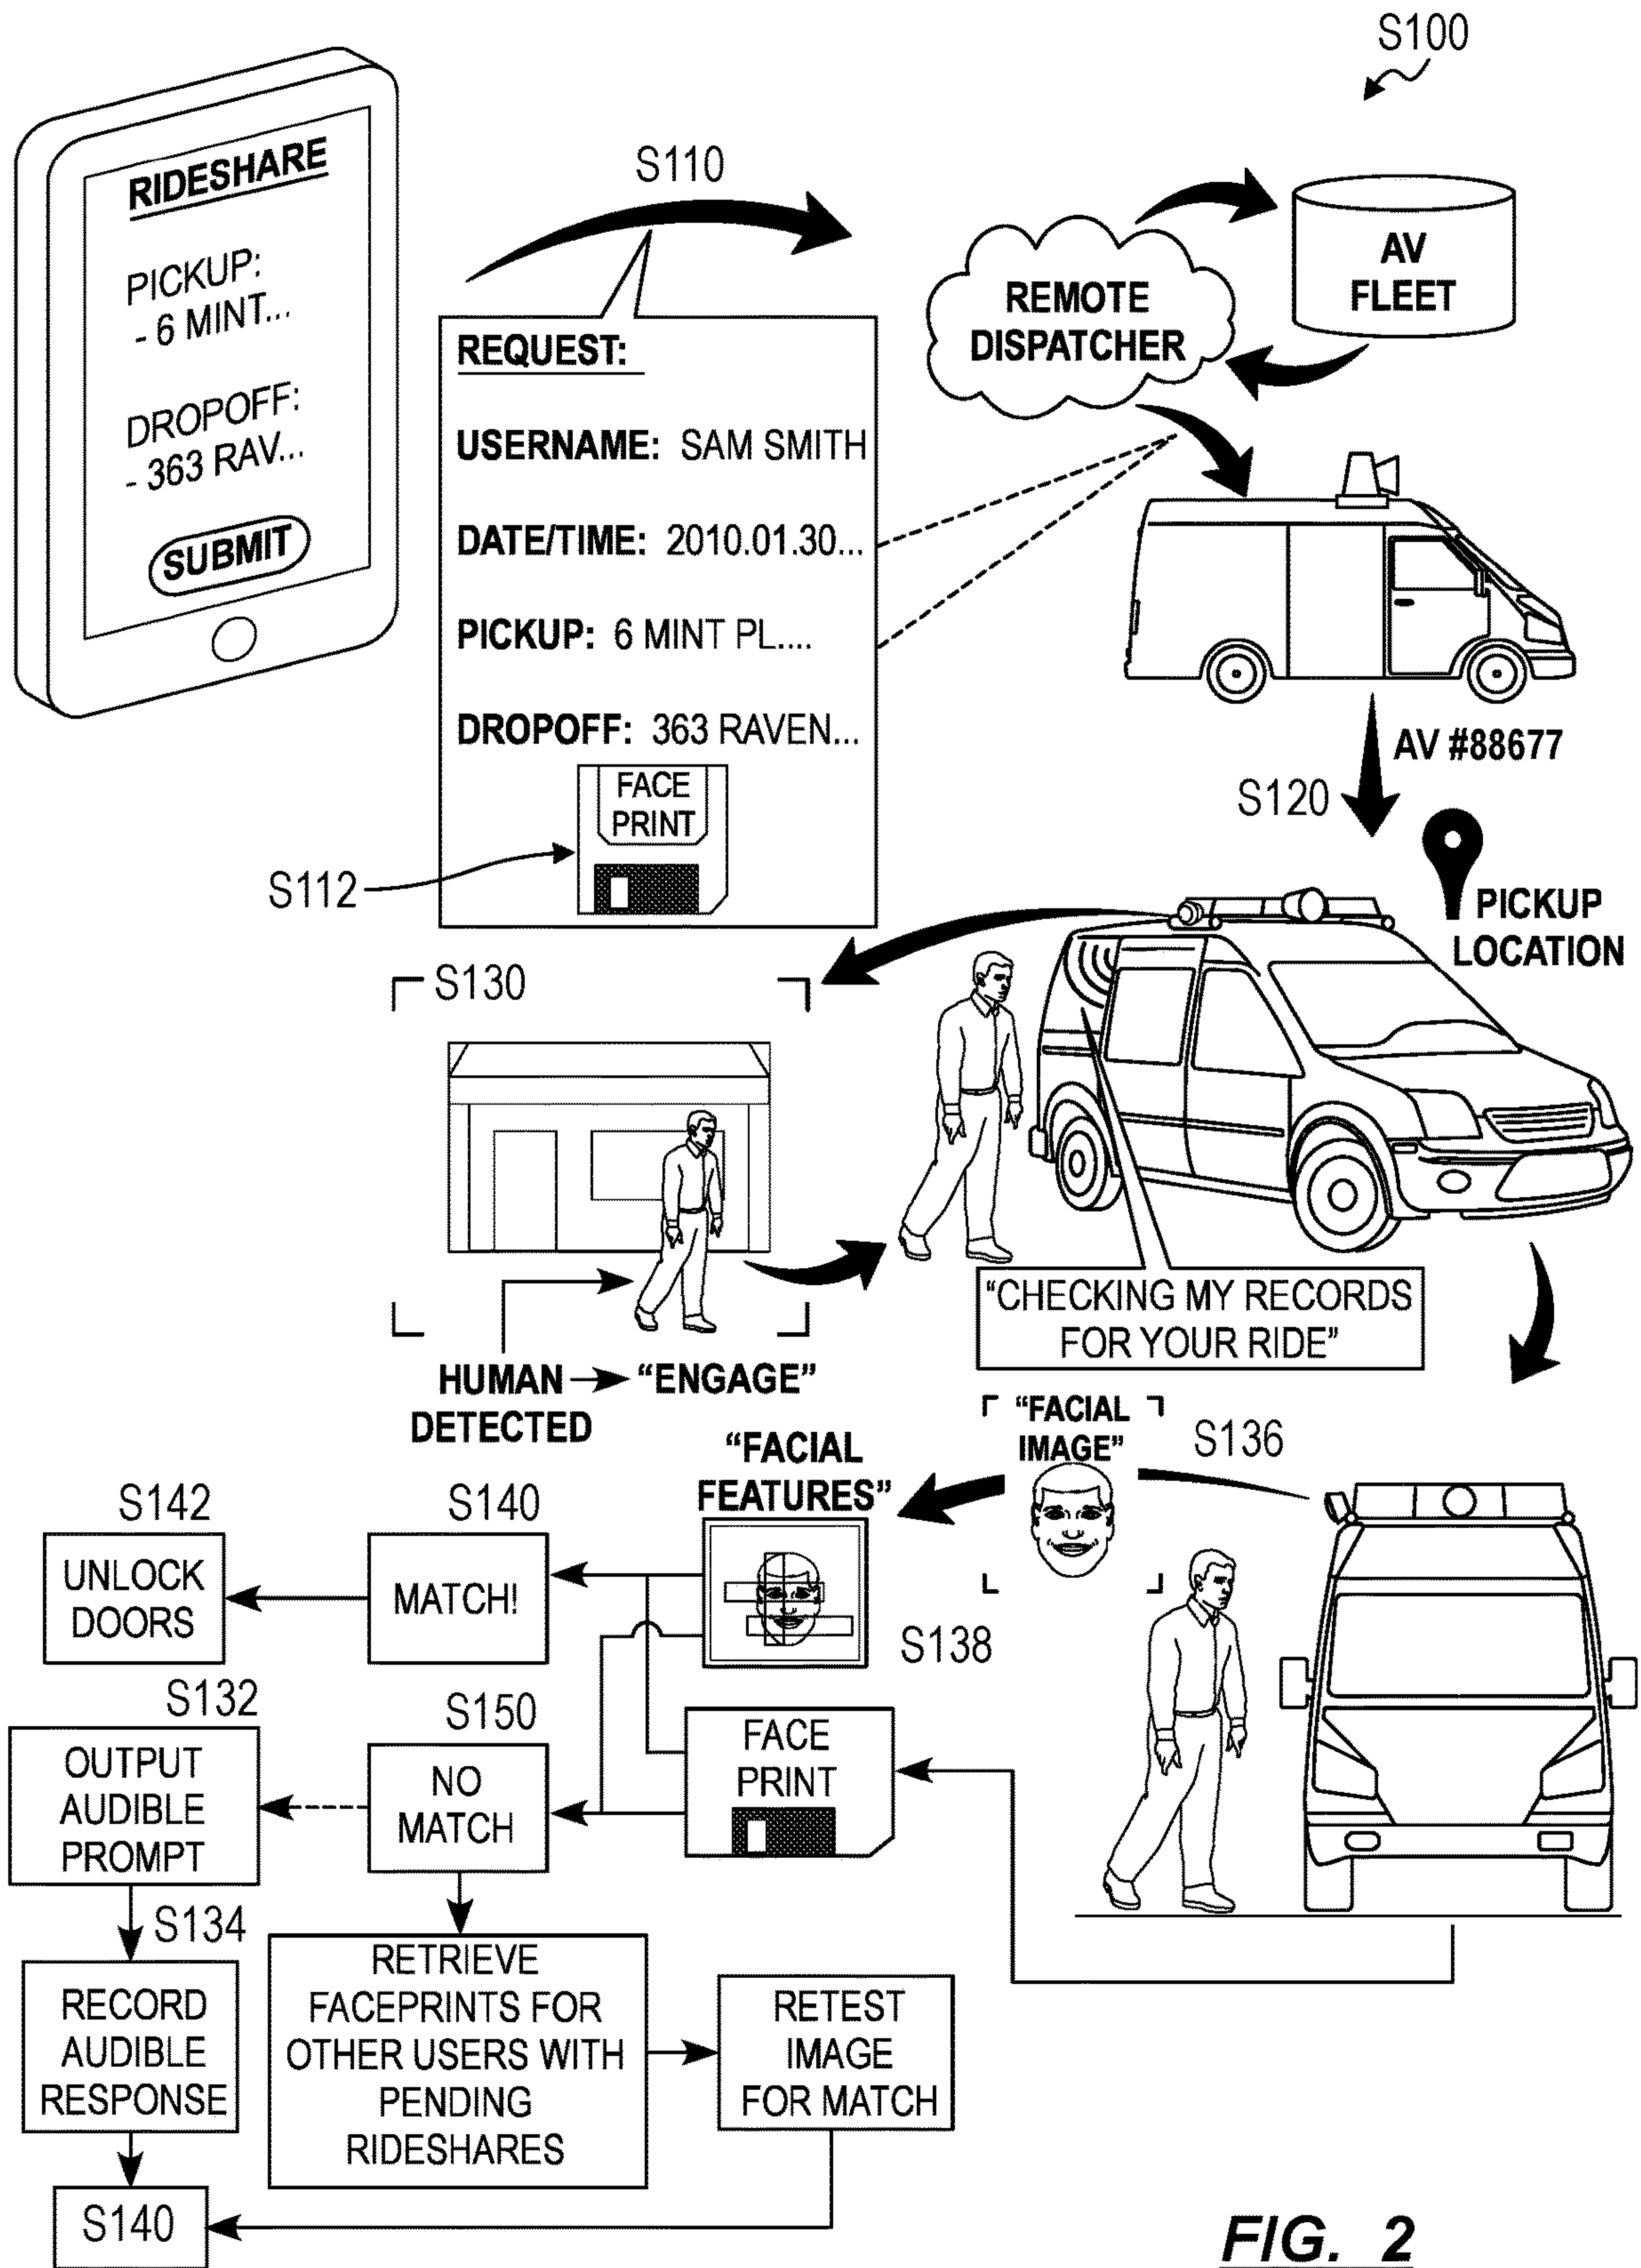 S100
RIDESHARE
PICKUP:
- 6 MINT...
DROPOFF:
- 363 RAV...
SUBMIT
S110
REQUEST:
USERNAME: SAM SMITH
DATE/TIME: 2010.01.30...
PICKUP: 6 MINT PL....
DROPOFF: 363 RAVEN...
FACE
PRINT
S112
REMOTE
DISPATCHER
AV
FLEET
AV #88677
S120
PICKUP
LOCATION
S130
"CHECKING MY RECORDS
FOR YOUR RIDE"
HUMAN
DETECTED
"ENGAGE"
"FACIAL
IMAGE"
S136
"FACIAL
FEATURES"
S138
S142
UNLOCK
DOORS
S140
MATCH!
S132
OUTPUT
AUDIBLE
PROMPT
S150
NO
MATCH
FACE
PRINT
S134
RECORD
AUDIBLE
RESPONSE
RETRIEVE
FACEPRINTS FOR
OTHER USERS WITH
PENDING
RIDESHARES
RETEST
IMAGE
FOR MATCH
S140
FIG. 2